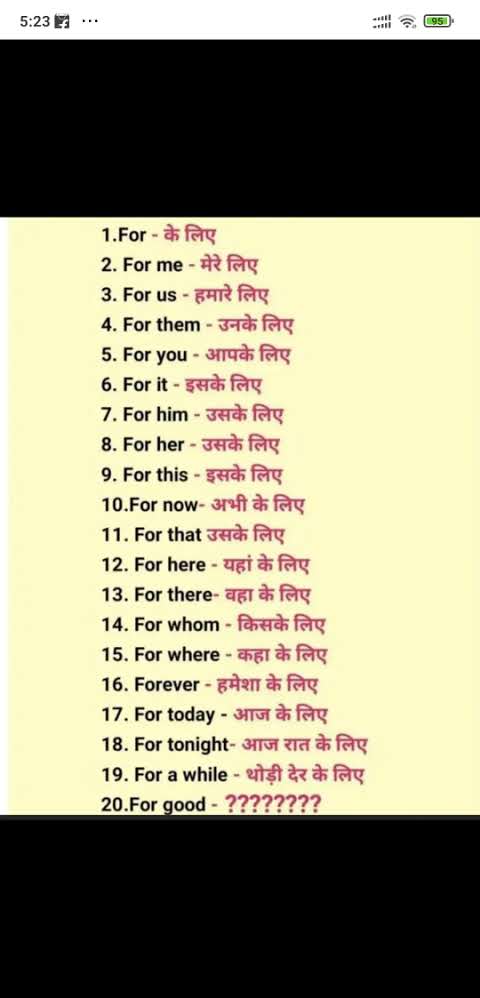 5:23 ...
95
1.For - के लिए
2. For me - मेरे लिए
3. For us - हमारे लिए
4. For them - उनके लिए
5. For you - आपके लिए
6. For it - इसके लिए
7. For him - उसके लिए
8. For her - उसके लिए
9. For this - इसके लिए
10.For now- अभी के लिए
11. For that उसके लिए
12. For here - यहां के लिए
13. For there- वहा के लिए
14. For whom - किसके लिए
15. For where - कहा के लिए
16. Forever - हमेशा के लिए
17. For today - आज के लिए
18. For tonight- आज रात के लिए
19. For a while - थोड़ी देर के लिए
20.For good - ????????